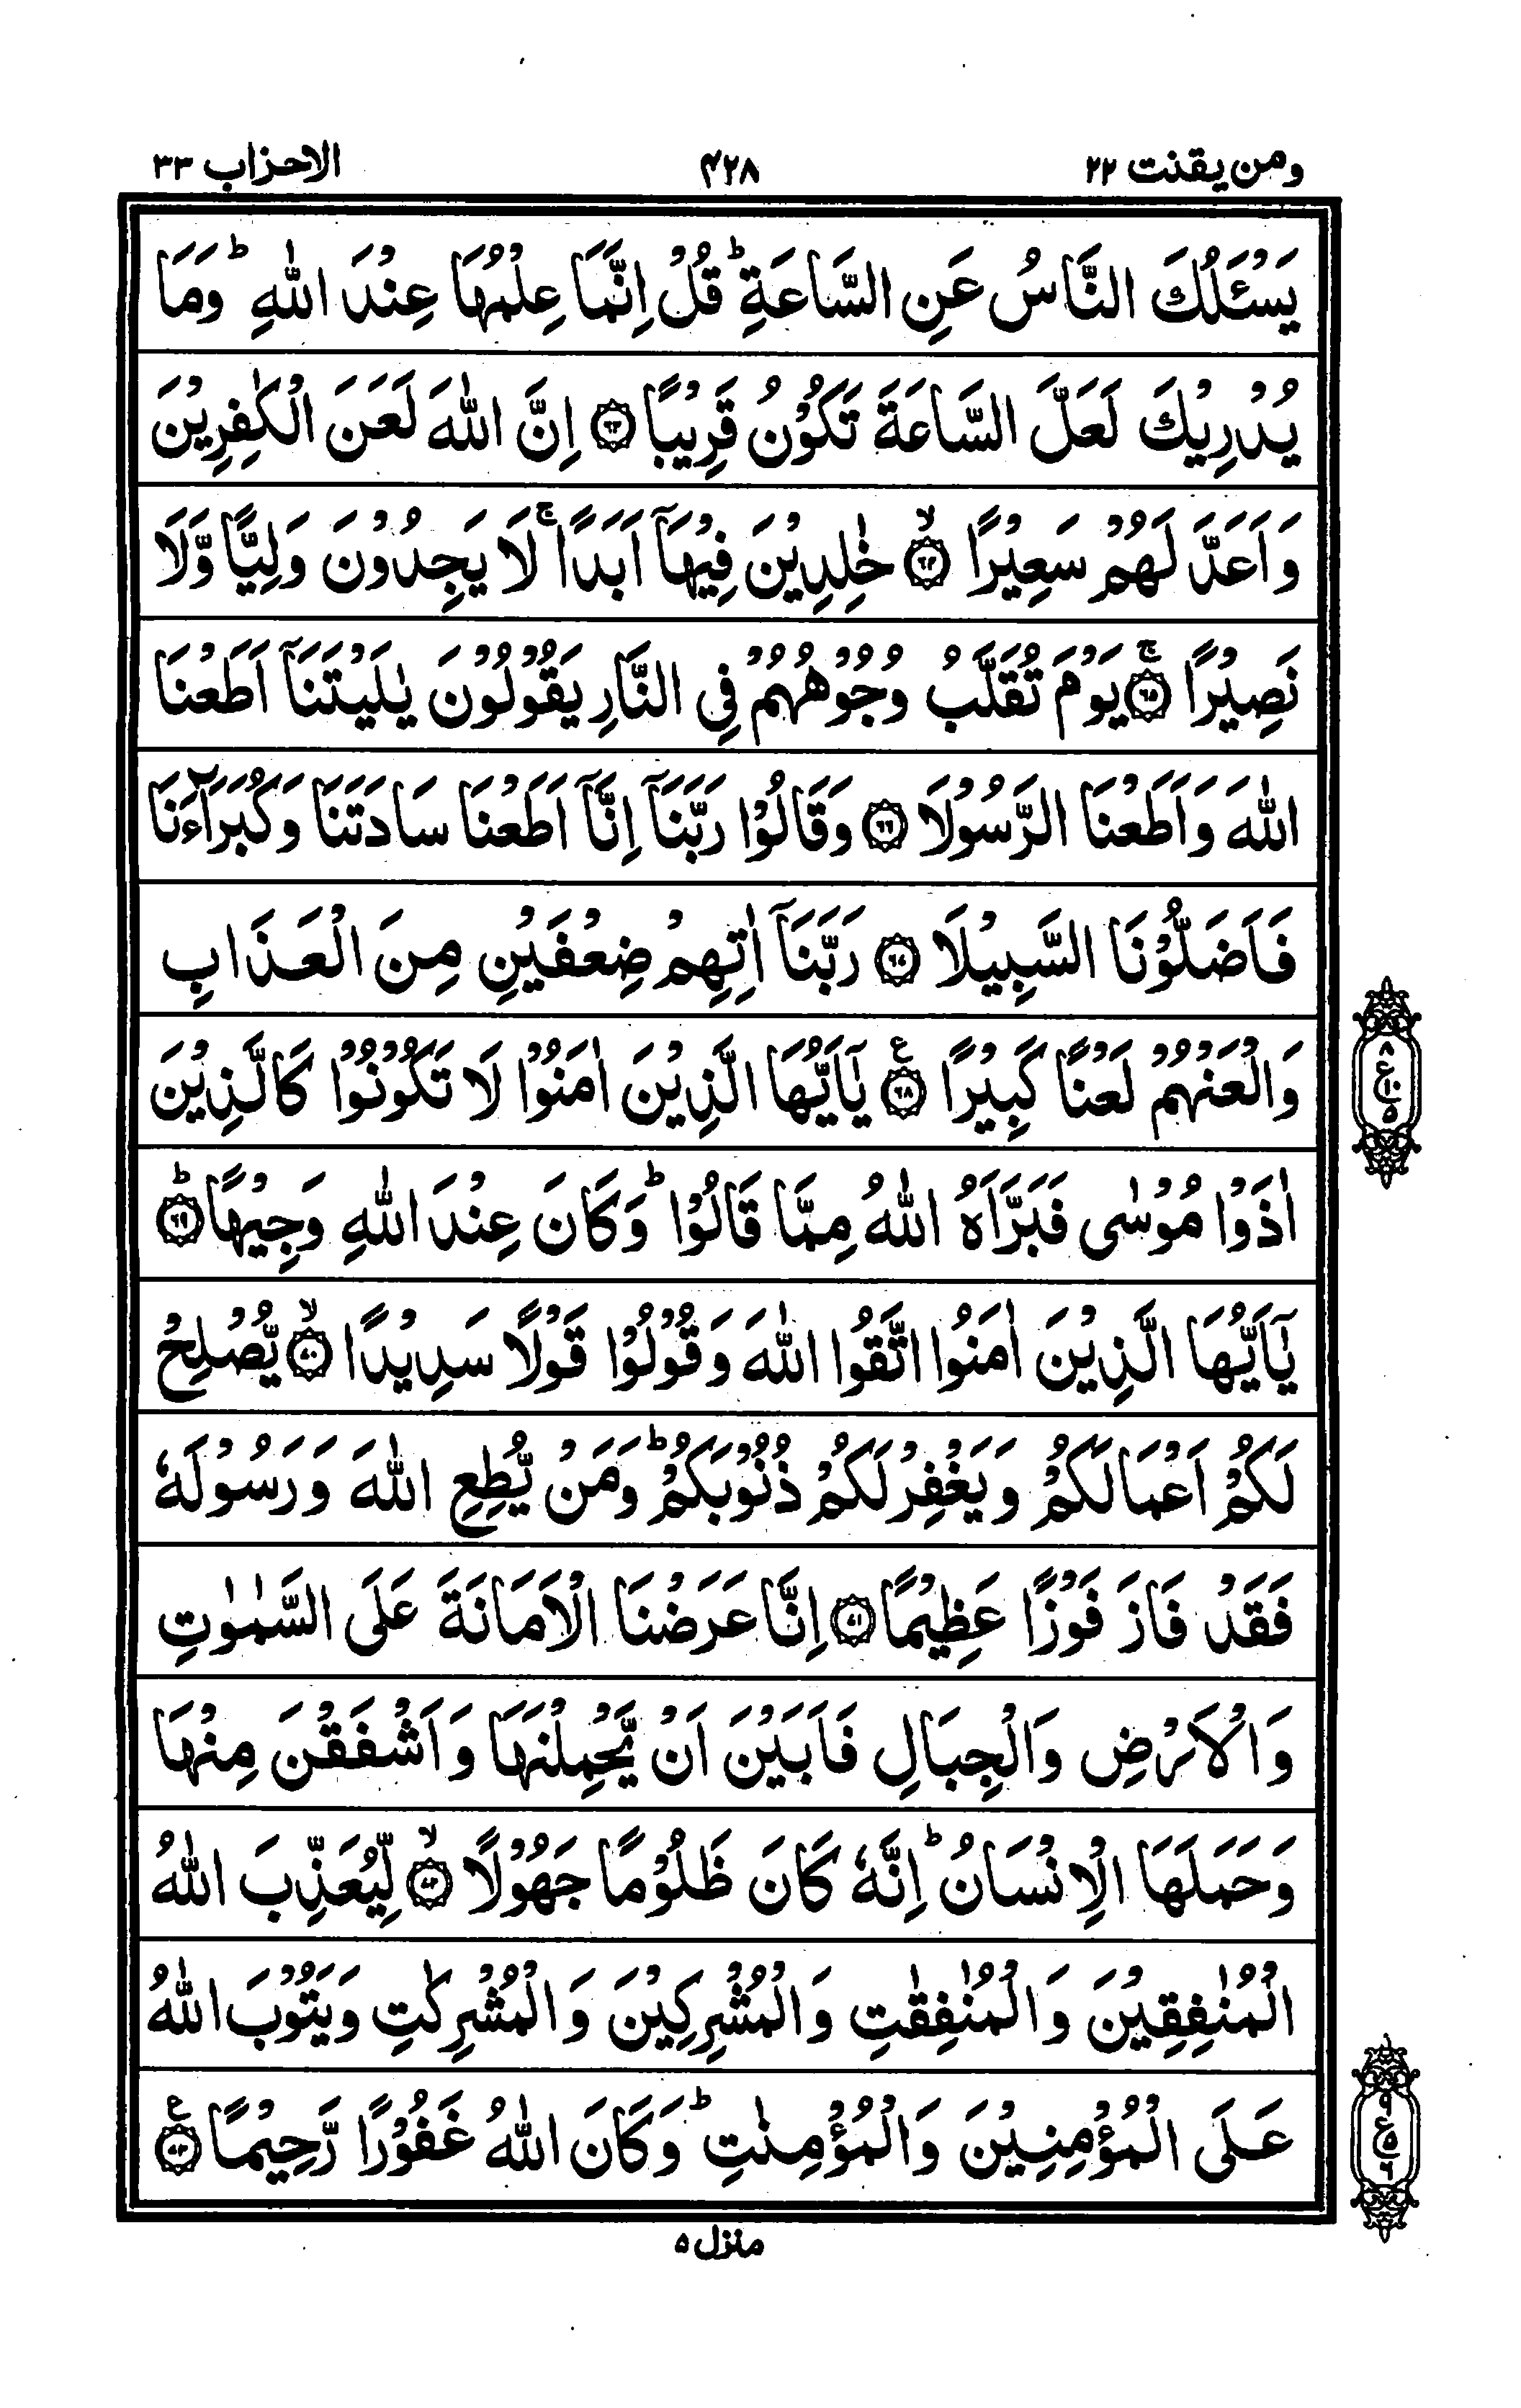 ومن يقنت ٢٢ ٤٢٨ الاحزاب ٣٣
يَسْـَٔلُكَ النَّاسُ عَنِ السَّاعَةِ ؕ قُلْ اِنَّمَا عِلْمُهَا عِنْدَ اللّٰهِ ؕ وَمَا
يُدْرِيْكَ لَعَلَّ السَّاعَةَ تَكُوْنُ قَرِيْبًا ﴿٦٣﴾ اِنَّ اللّٰهَ لَعَنَ الْكٰفِرِيْنَ
وَاَعَدَّ لَهُمْ سَعِيْرًا ﴿٦٤﴾ۙ خٰلِدِيْنَ فِيْهَاۤ اَبَدًا ۚ لَا يَجِدُوْنَ وَلِيًّا وَّلَا
نَصِيْرًا ﴿٦٥﴾ۚ يَوْمَ تُقَلَّبُ وُجُوْهُهُمْ فِي النَّارِ يَقُوْلُوْنَ يٰلَيْتَنَاۤ اَطَعْنَا
اللّٰهَ وَاَطَعْنَا الرَّسُوْلَا ﴿٦٦﴾ وَقَالُوْا رَبَّنَاۤ اِنَّاۤ اَطَعْنَا سَادَتَنَا وَكُبَرَآءَنَا
فَاَضَلُّوْنَا السَّبِيْلَا ﴿٦٧﴾ رَبَّنَاۤ اٰتِهِمْ ضِعْفَيْنِ مِنَ الْعَذَابِ
وَالْعَنْهُمْ لَعْنًا كَبِيْرًا ﴿٦٨﴾ۧ يٰۤاَيُّهَا الَّذِيْنَ اٰمَنُوْا لَا تَكُوْنُوْا كَالَّذِيْنَ
اٰذَوْا مُوْسٰى فَبَرَّاَهُ اللّٰهُ مِمَّا قَالُوْا ؕ وَكَانَ عِنْدَ اللّٰهِ وَجِيْهًا ﴿٦٩﴾ؕ
يٰۤاَيُّهَا الَّذِيْنَ اٰمَنُوا اتَّقُوا اللّٰهَ وَقُوْلُوْا قَوْلًا سَدِيْدًا ﴿٧٠﴾ۙ يُّصْلِحْ
لَكُمْ اَعْمَالَكُمْ وَيَغْفِرْ لَكُمْ ذُنُوْبَكُمْ ؕ وَمَنْ يُّطِعِ اللّٰهَ وَرَسُوْلَهٗ
فَقَدْ فَازَ فَوْزًا عَظِيْمًا ﴿٧١﴾ اِنَّا عَرَضْنَا الْاَمَانَةَ عَلَى السَّمٰوٰتِ
وَالْاَرْضِ وَالْجِبَالِ فَاَبَيْنَ اَنْ يَّحْمِلْنَهَا وَاَشْفَقْنَ مِنْهَا
وَحَمَلَهَا الْاِنْسَانُ ؕ اِنَّهٗ كَانَ ظَلُوْمًا جَهُوْلًا ﴿٧٢﴾ۙ لِّيُعَذِّبَ اللّٰهُ
الْمُنٰفِقِيْنَ وَالْمُنٰفِقٰتِ وَالْمُشْرِكِيْنَ وَالْمُشْرِكٰتِ وَيَتُوْبَ اللّٰهُ
عَلَى الْمُؤْمِنِيْنَ وَالْمُؤْمِنٰتِ ؕ وَكَانَ اللّٰهُ غَفُوْرًا رَّحِيْمًا ﴿٧٣﴾ۧ
٨
ع١٠
٥
٩
ع٥
٦
منزل ٥